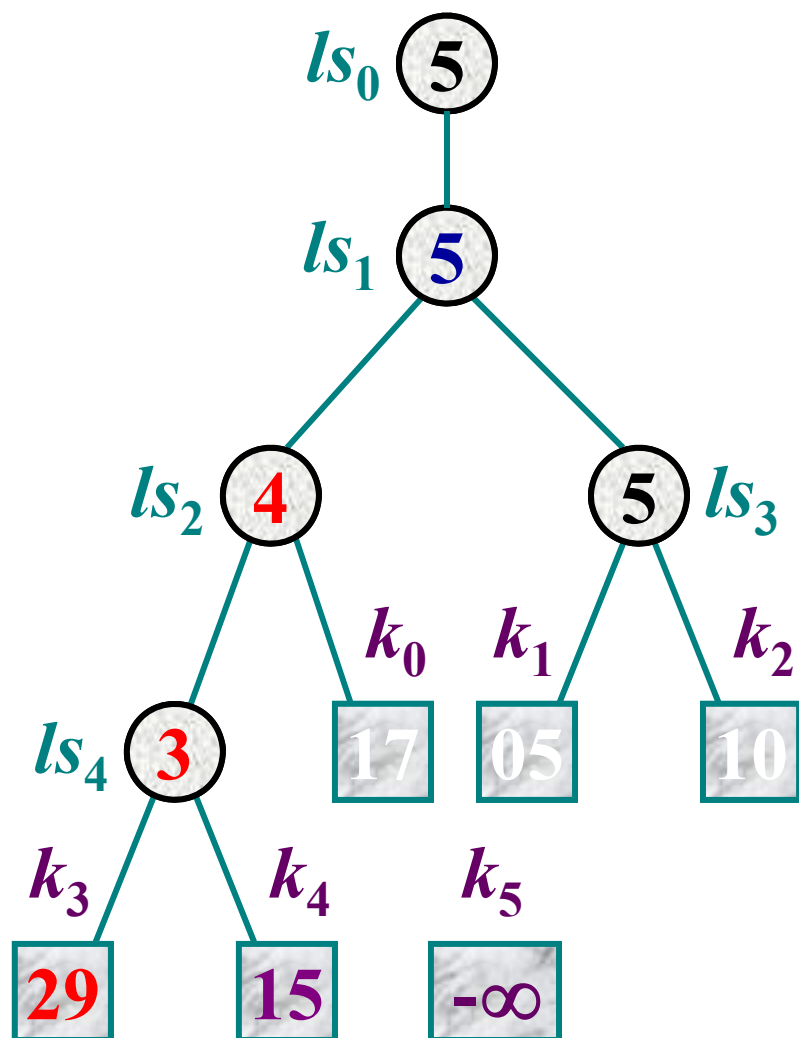 ls₀ 5
ls₁ 5
ls₂ 4 5 ls₃
k₀ k₁ k₂
ls₄ 3 17 05 10
k₃ k₄ k₅
29 15 -∞